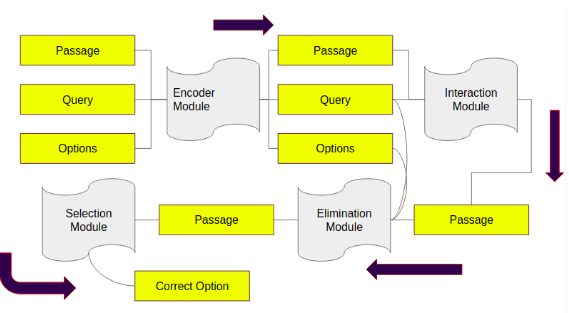 Passage
Query
Options
Encoder
Module
Passage
Query
Options
Interaction
Module
Passage
Elimination
Module
Passage
Selection
Module
Correct Option